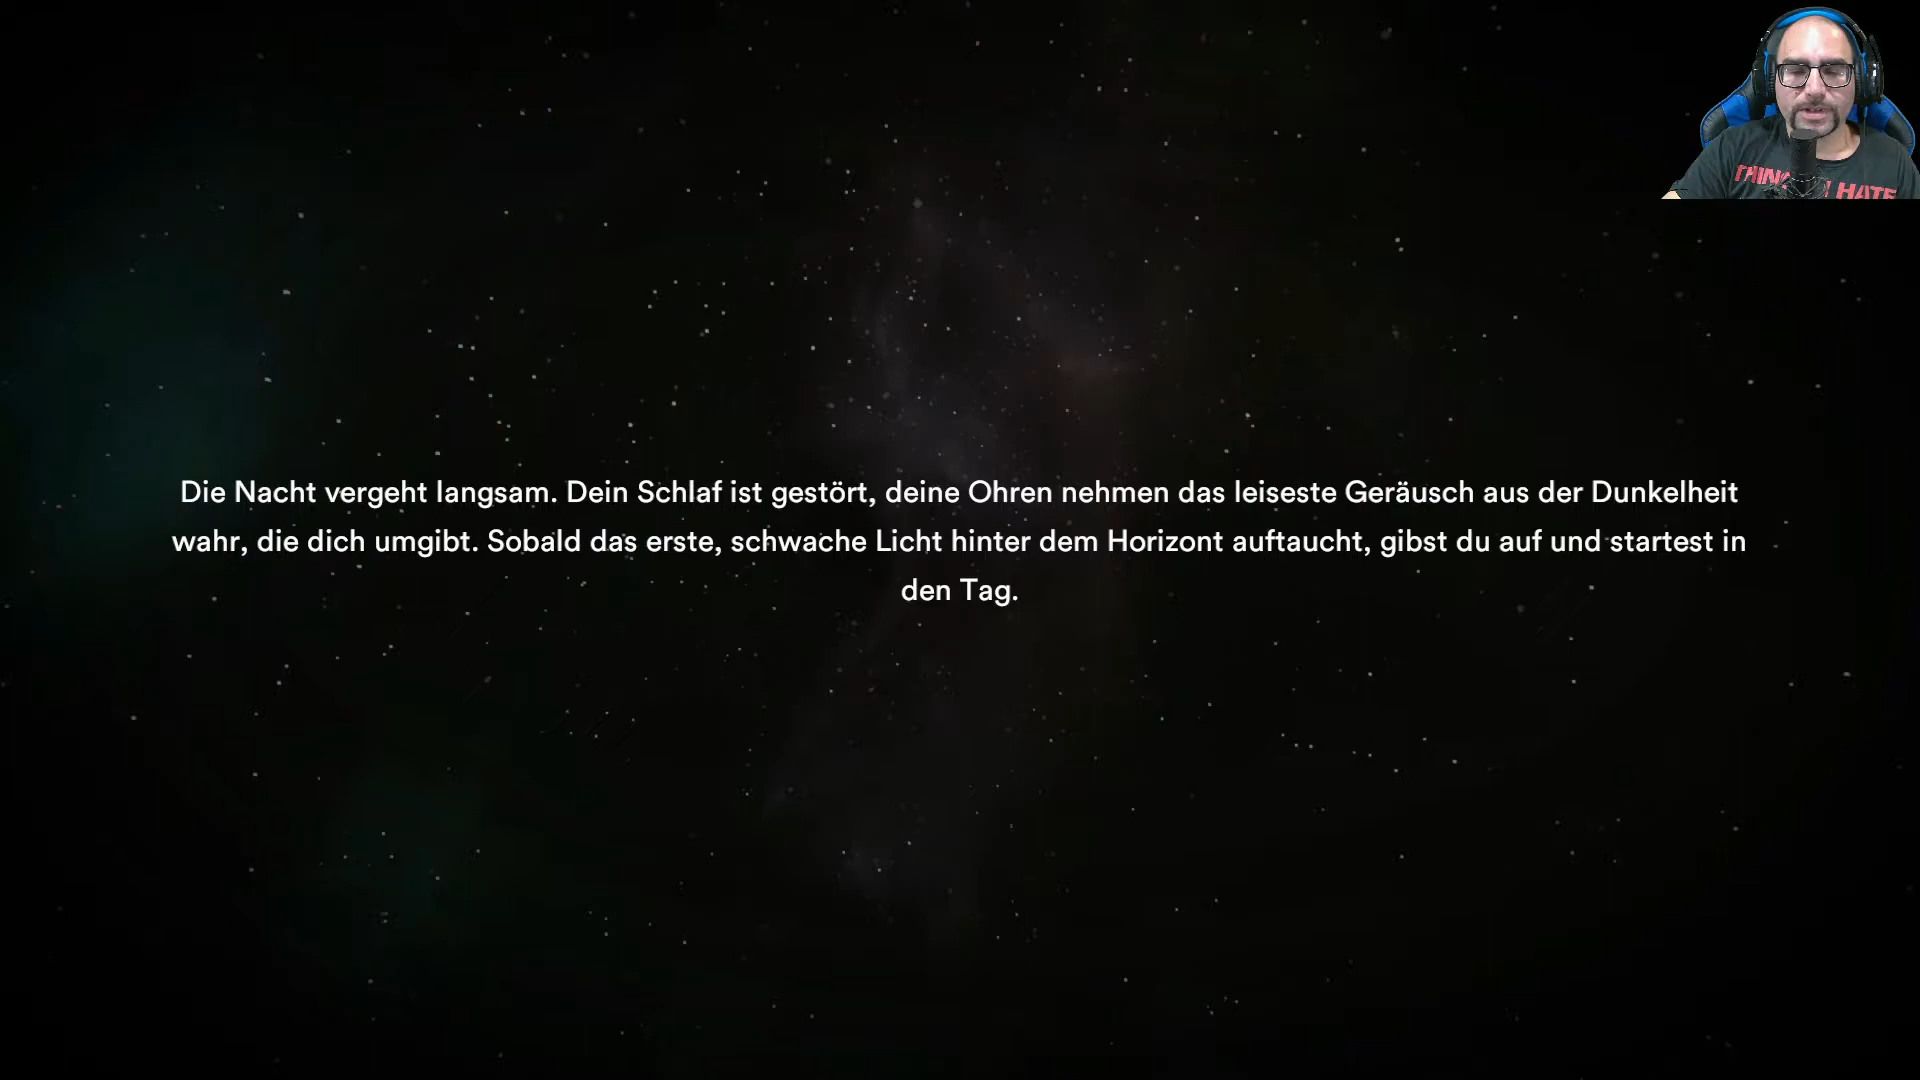 THINGS I HATE
Die Nacht vergeht langsam. Dein Schlaf ist gestört, deine Ohren nehmen das leiseste Geräusch aus der Dunkelheit
wahr, die dich umgibt. Sobald das erste, schwache Licht hinter dem Horizont auftaucht, gibst du auf und startest in
den Tag.